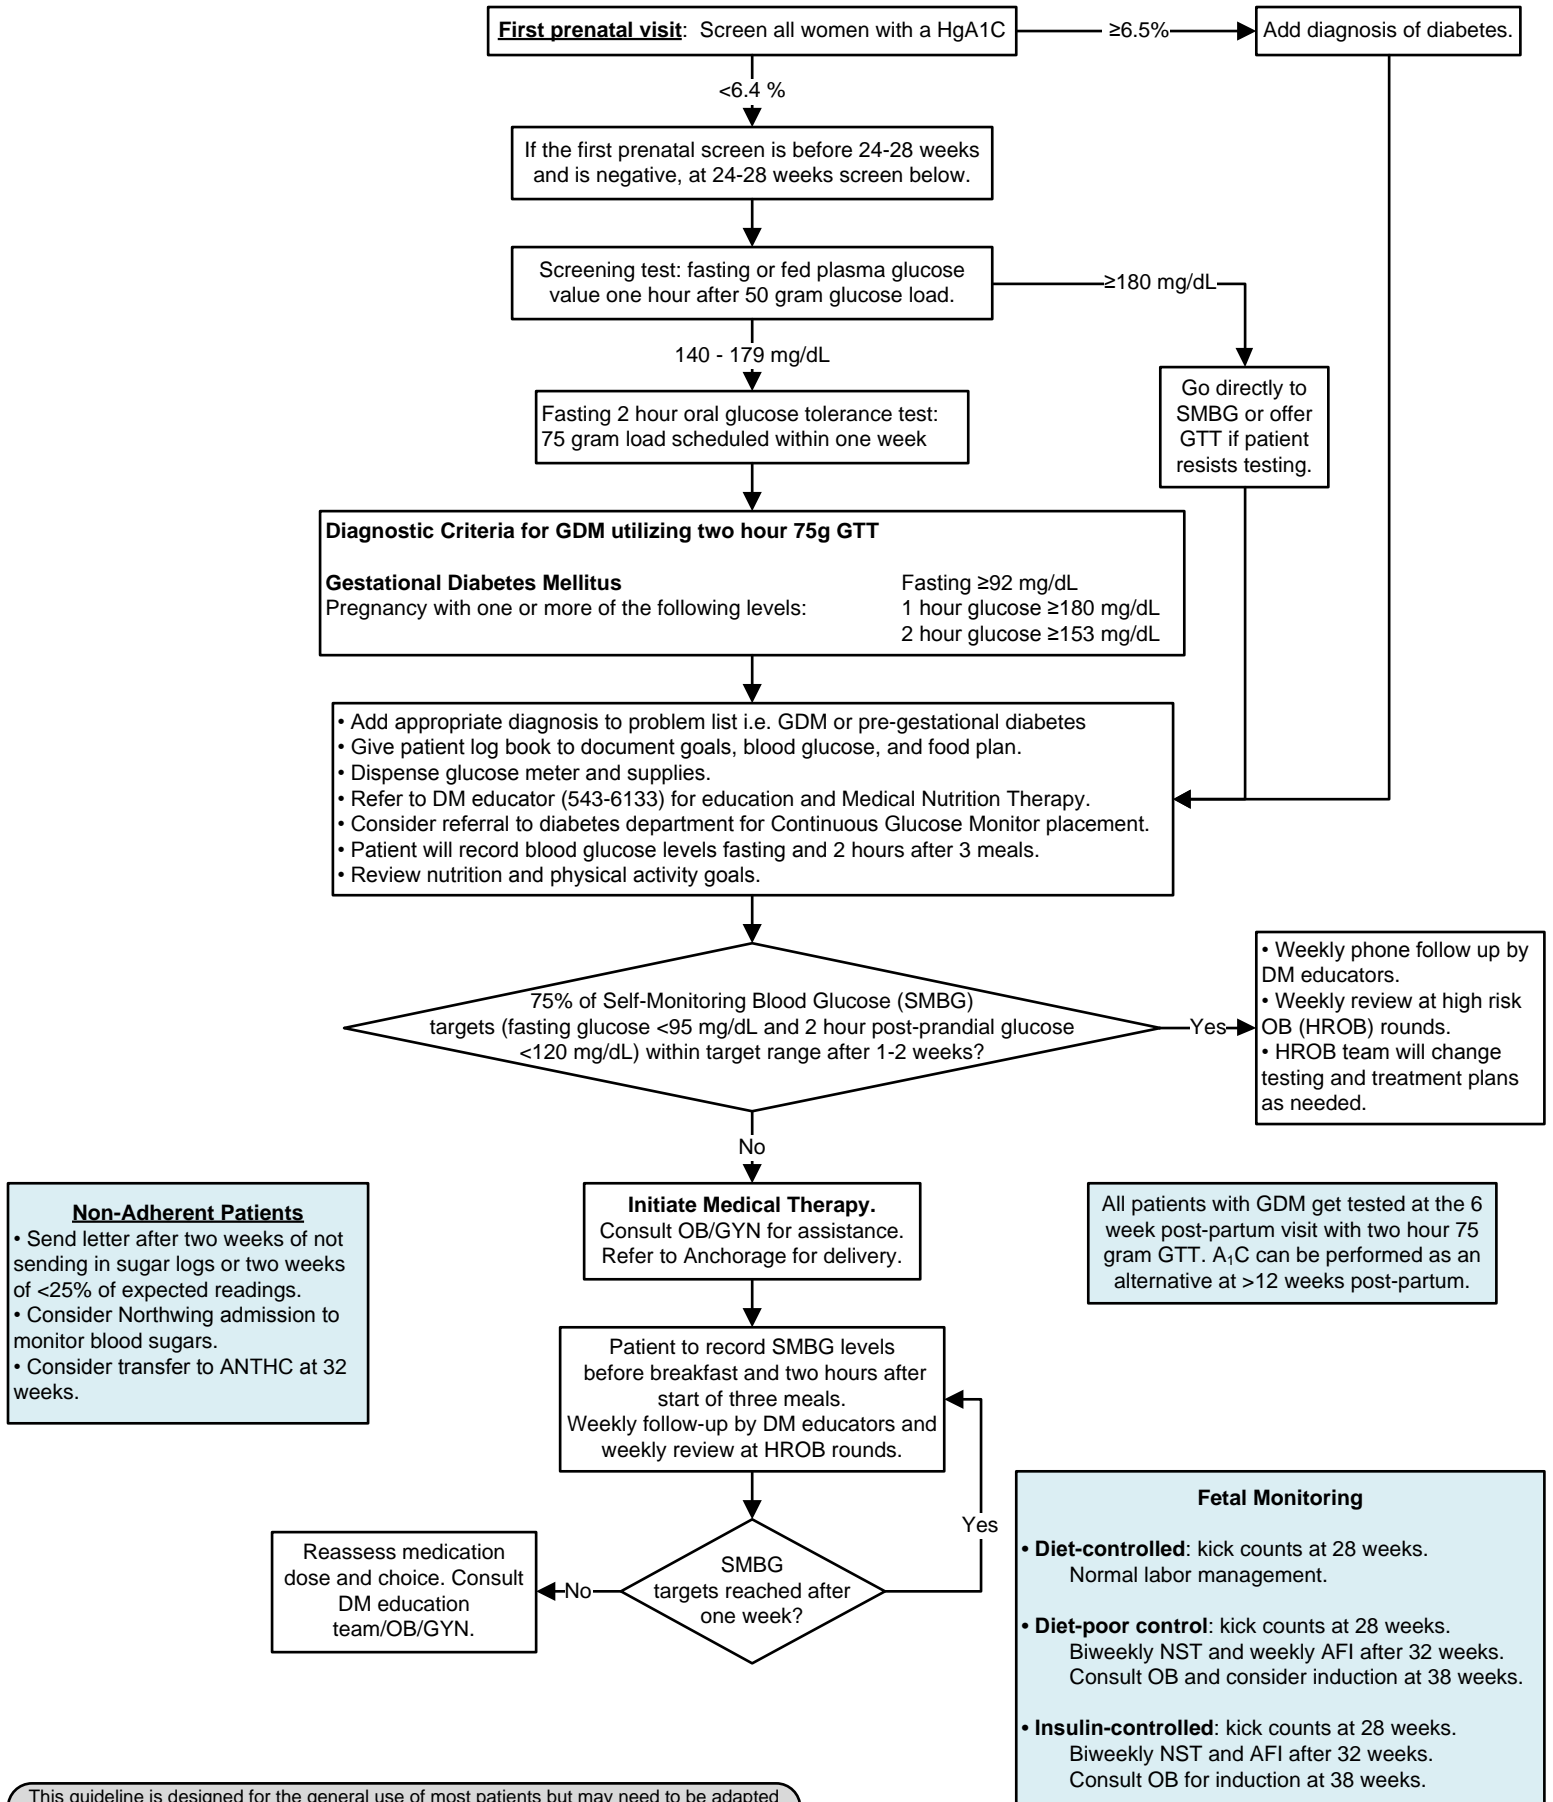 First prenatal visit:  Screen all women with a HgA1C
≥6.5%
Add diagnosis of diabetes.
<6.4 %
If the first prenatal screen is before 24-28 weeks
and is negative, at 24-28 weeks screen below.
Screening test: fasting or fed plasma glucose
value one hour after 50 gram glucose load.
≥180 mg/dL
140 - 179 mg/dL
Go directly to
SMBG or offer
GTT if patient
resists testing.
Fasting 2 hour oral glucose tolerance test:
75 gram load scheduled within one week
Diagnostic Criteria for GDM utilizing two hour 75g GTT
Gestational Diabetes Mellitus
Pregnancy with one or more of the following levels:
Fasting ≥92 mg/dL
1 hour glucose ≥180 mg/dL
2 hour glucose ≥153 mg/dL
• Add appropriate diagnosis to problem list i.e. GDM or pre-gestational diabetes
• Give patient log book to document goals, blood glucose, and food plan.
• Dispense glucose meter and supplies.
• Refer to DM educator (543-6133) for education and Medical Nutrition Therapy.
• Consider referral to diabetes department for Continuous Glucose Monitor placement.
• Patient will record blood glucose levels fasting and 2 hours after 3 meals.
• Review nutrition and physical activity goals.
75% of Self-Monitoring Blood Glucose (SMBG)
targets (fasting glucose <95 mg/dL and 2 hour post-prandial glucose
<120 mg/dL) within target range after 1-2 weeks?
Yes
• Weekly phone follow up by
DM educators.
• Weekly review at high risk
OB (HROB) rounds.
• HROB team will change
testing and treatment plans
as needed.
No
Non-Adherent Patients
• Send letter after two weeks of not
sending in sugar logs or two weeks
of <25% of expected readings.
• Consider Northwing admission to
monitor blood sugars.
• Consider transfer to ANTHC at 32
weeks.
Initiate Medical Therapy.
Consult OB/GYN for assistance.
Refer to Anchorage for delivery.
All patients with GDM get tested at the 6
week post-partum visit with two hour 75
gram GTT. A₁C can be performed as an
alternative at >12 weeks post-partum.
Patient to record SMBG levels
before breakfast and two hours after
start of three meals.
Weekly follow-up by DM educators and
weekly review at HROB rounds.
Yes
SMBG
targets reached after
one week?
No
Reassess medication
dose and choice. Consult
DM education
team/OB/GYN.
Fetal Monitoring
• Diet-controlled: kick counts at 28 weeks.
Normal labor management.
• Diet-poor control: kick counts at 28 weeks.
Biweekly NST and weekly AFI after 32 weeks.
Consult OB and consider induction at 38 weeks.
• Insulin-controlled: kick counts at 28 weeks.
Biweekly NST and AFI after 32 weeks.
Consult OB for induction at 38 weeks.
This guideline is designed for the general use of most patients but may need to be adapted